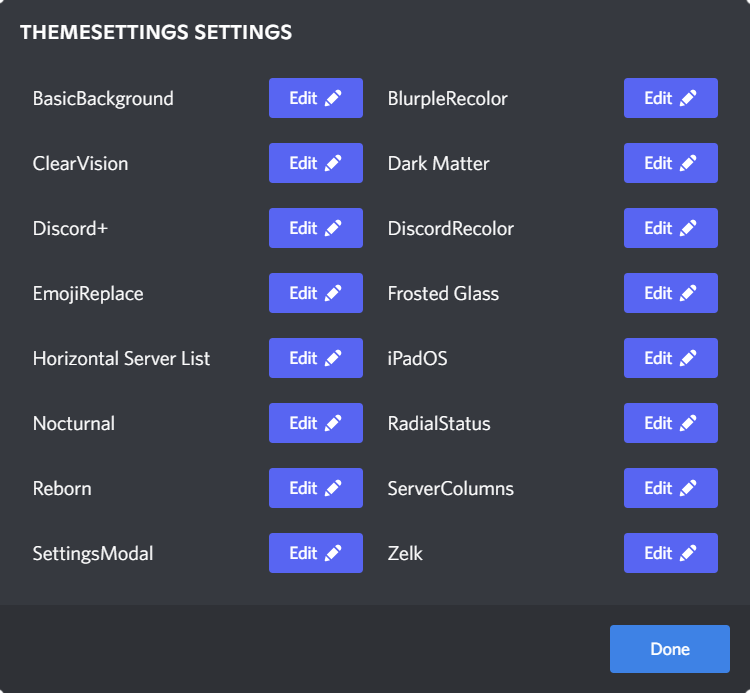 THEMESETTINGS SETTINGS
BasicBackground Edit BlurpleRecolor Edit
ClearVision Edit Dark Matter Edit
Discord+ Edit DiscordRecolor Edit
EmojiReplace Edit Frosted Glass Edit
Horizontal Server List Edit iPadOS Edit
Nocturnal Edit RadialStatus Edit
Reborn Edit ServerColumns Edit
SettingsModal Edit Zelk Edit
Done